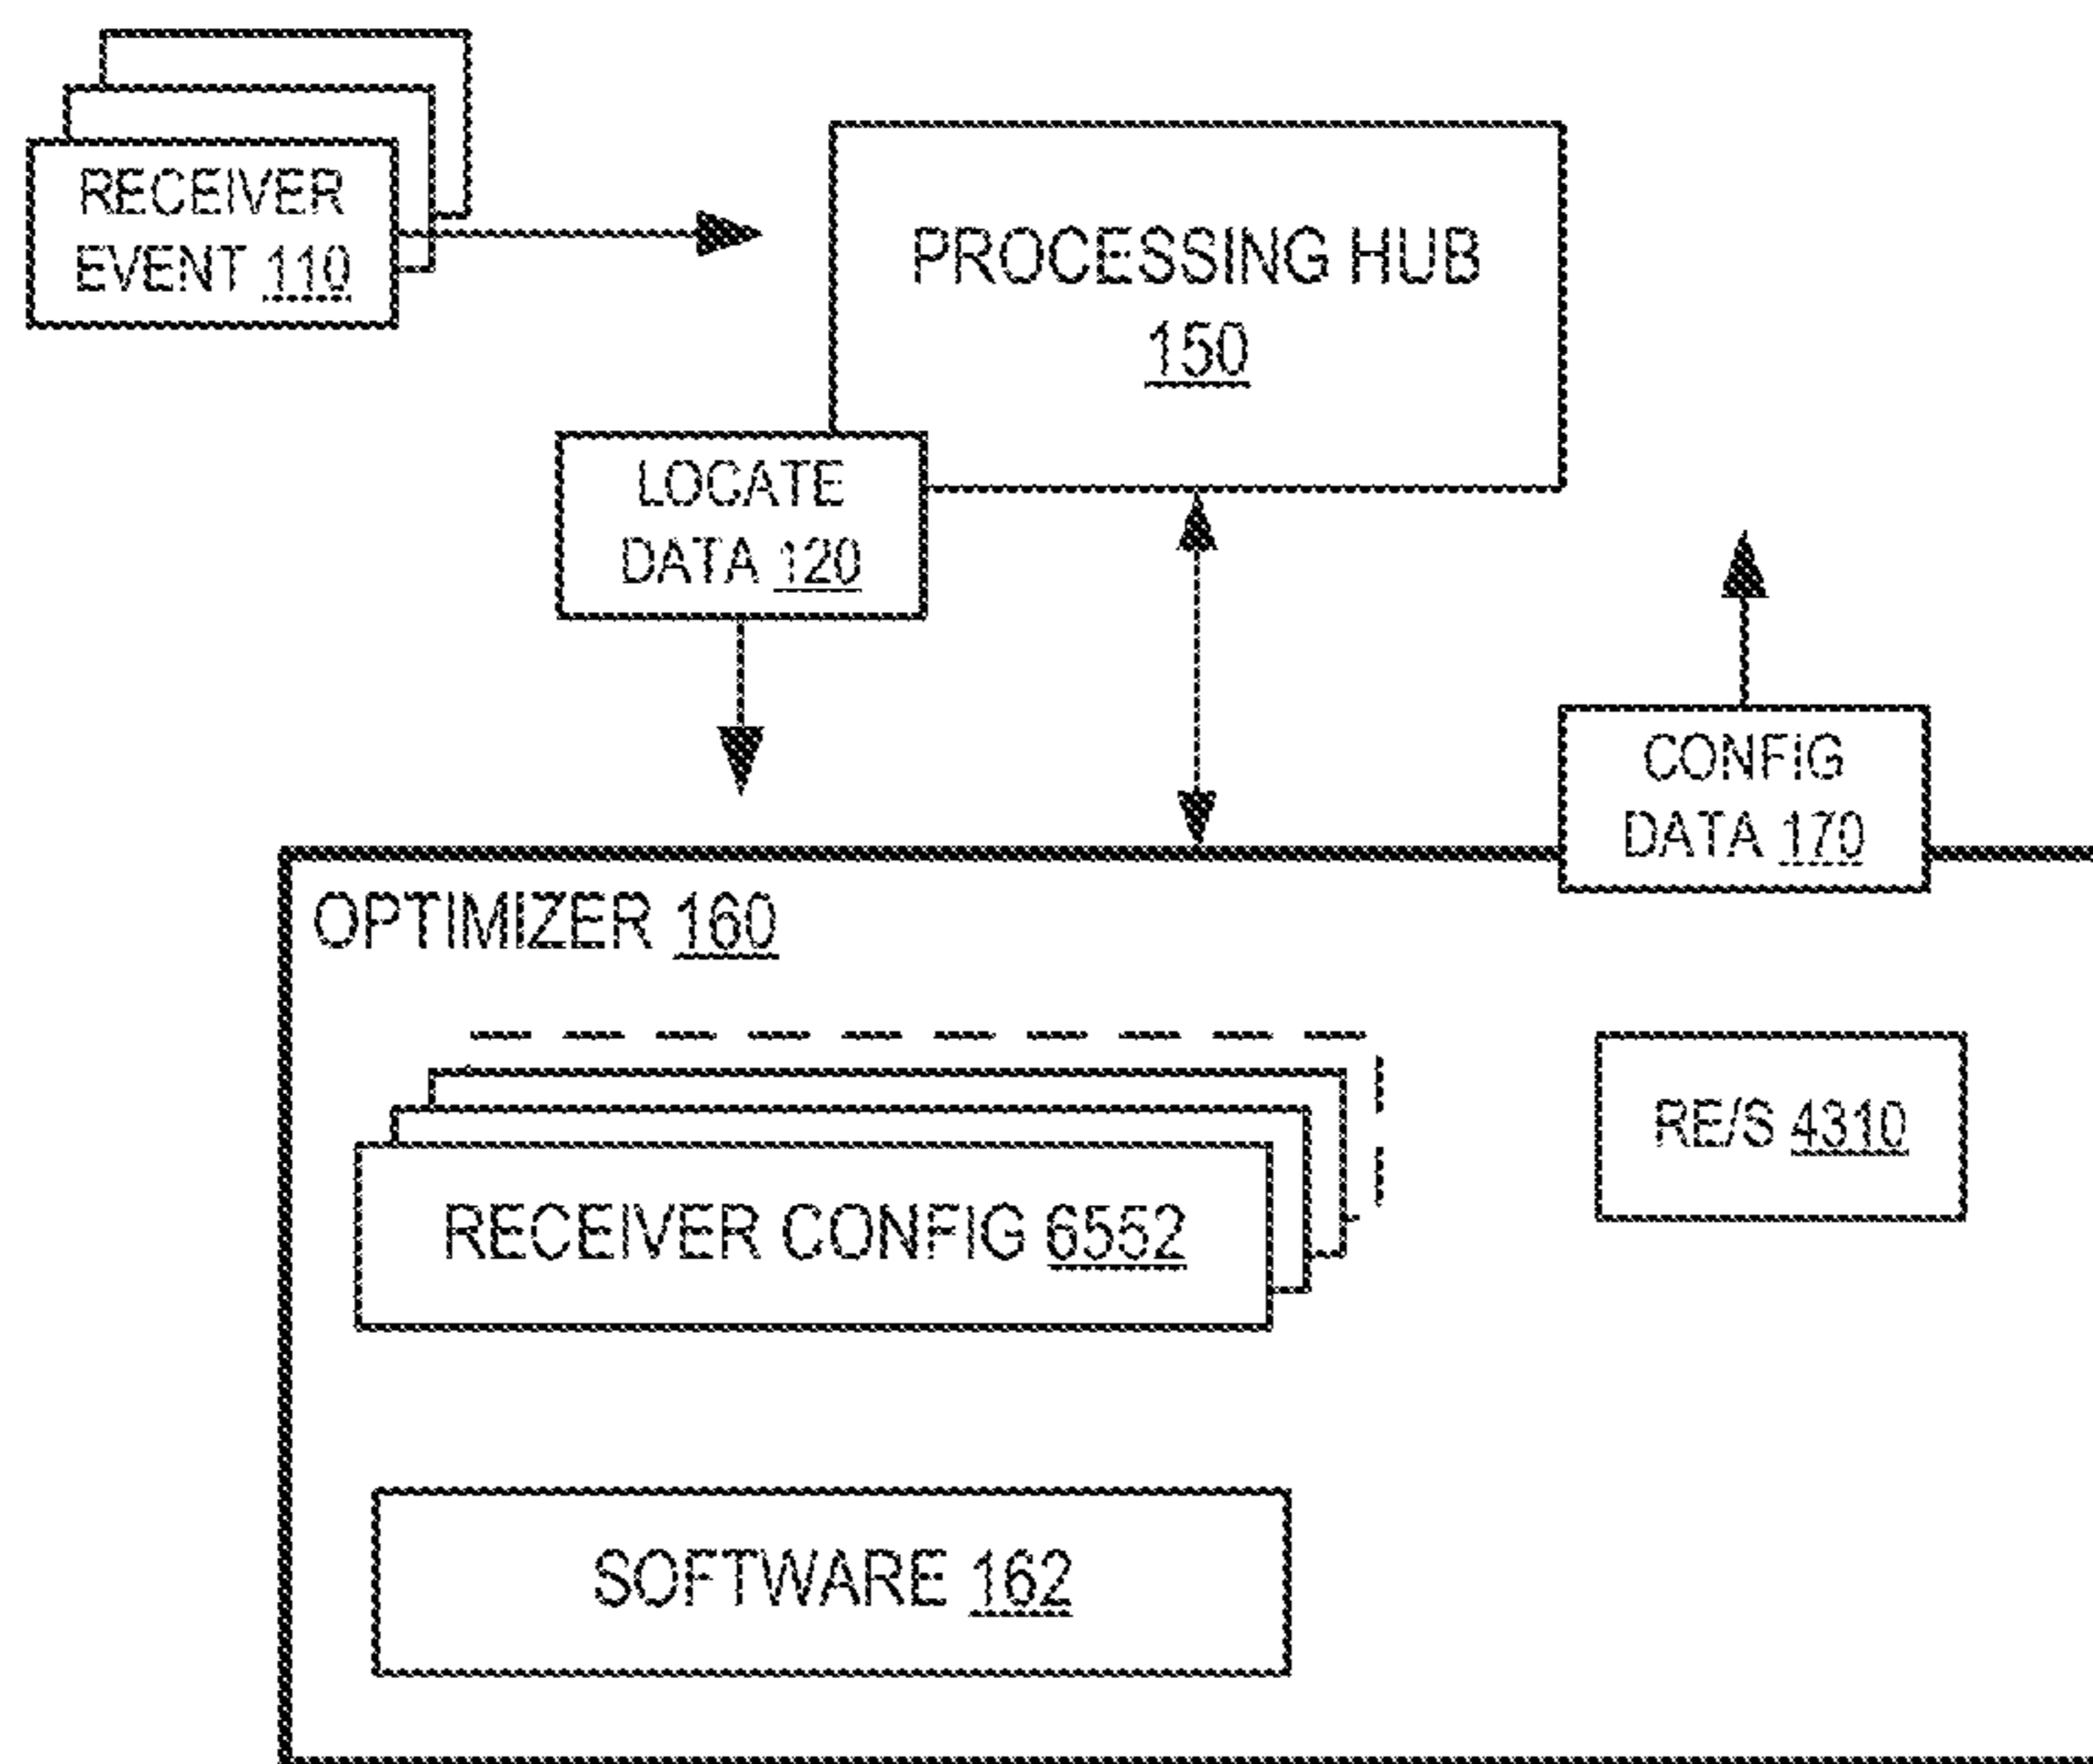 RECEIVER
EVENT 110
PROCESSING HUB
150
LOCATE
DATA 120
CONFIG
DATA 170
OPTIMIZER 160
RE/S 4310
RECEIVER CONFIG 6552
SOFTWARE 162